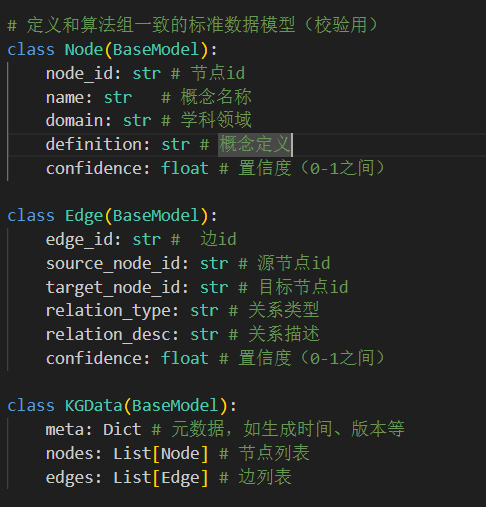 # 定义和算法组一致的标准数据模型（校验用）
class Node(BaseModel):
    node_id: str # 节点id
    name: str   # 概念名称
    domain: str # 学科领域
    definition: str # 概念定义
    confidence: float # 置信度（0-1之间）
class Edge(BaseModel):
    edge_id: str #  边id
    source_node_id: str # 源节点id
    target_node_id: str # 目标节点id
    relation_type: str # 关系类型
    relation_desc: str # 关系描述
    confidence: float # 置信度（0-1之间）
class KGData(BaseModel):
    meta: Dict # 元数据，如生成时间、版本等
    nodes: List[Node] # 节点列表
    edges: List[Edge] # 边列表